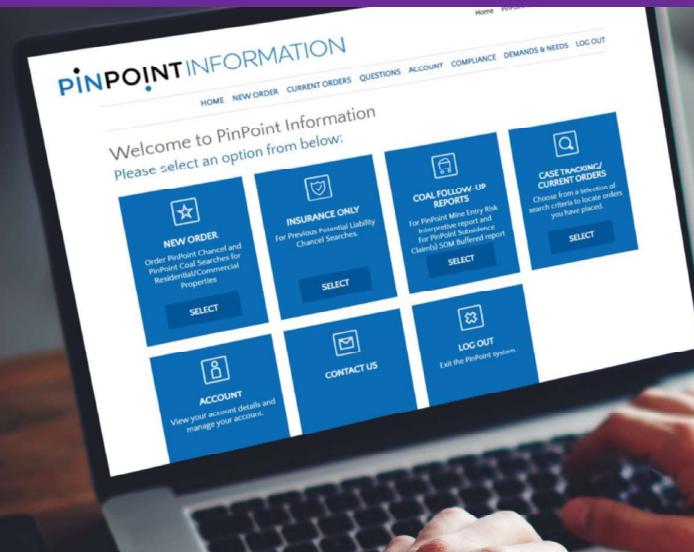 Home
PINPOINT INFORMATION
HOME NEW ORDER CURRENT ORDERS QUESTIONS ACCOUNT COMPLIANCE DEMANDS & NEEDS LOG OUT
Welcome to PinPoint Information
Please select an option from below:
NEW ORDER
Order PinPoint Chancel and
PinPoint Coal Searches for
Residential/Commercial
Properties
SELECT
INSURANCE ONLY
For Previous Potential Liability
Chancel Searches.
SELECT
COAL FOLLOW-UP
REPORTS
For PinPoint Mine Entry Risk
Interpretive report and
For PinPoint Subsidence
Claim(s) 50M Buffered report
SELECT
CASE TRACKING/
CURRENT ORDERS
Choose from a selection of
search criteria to locate orders
you have placed.
SELECT
ACCOUNT
View your account details and
manage your account.
CONTACT US
LOG OUT
Exit the PinPoint system.